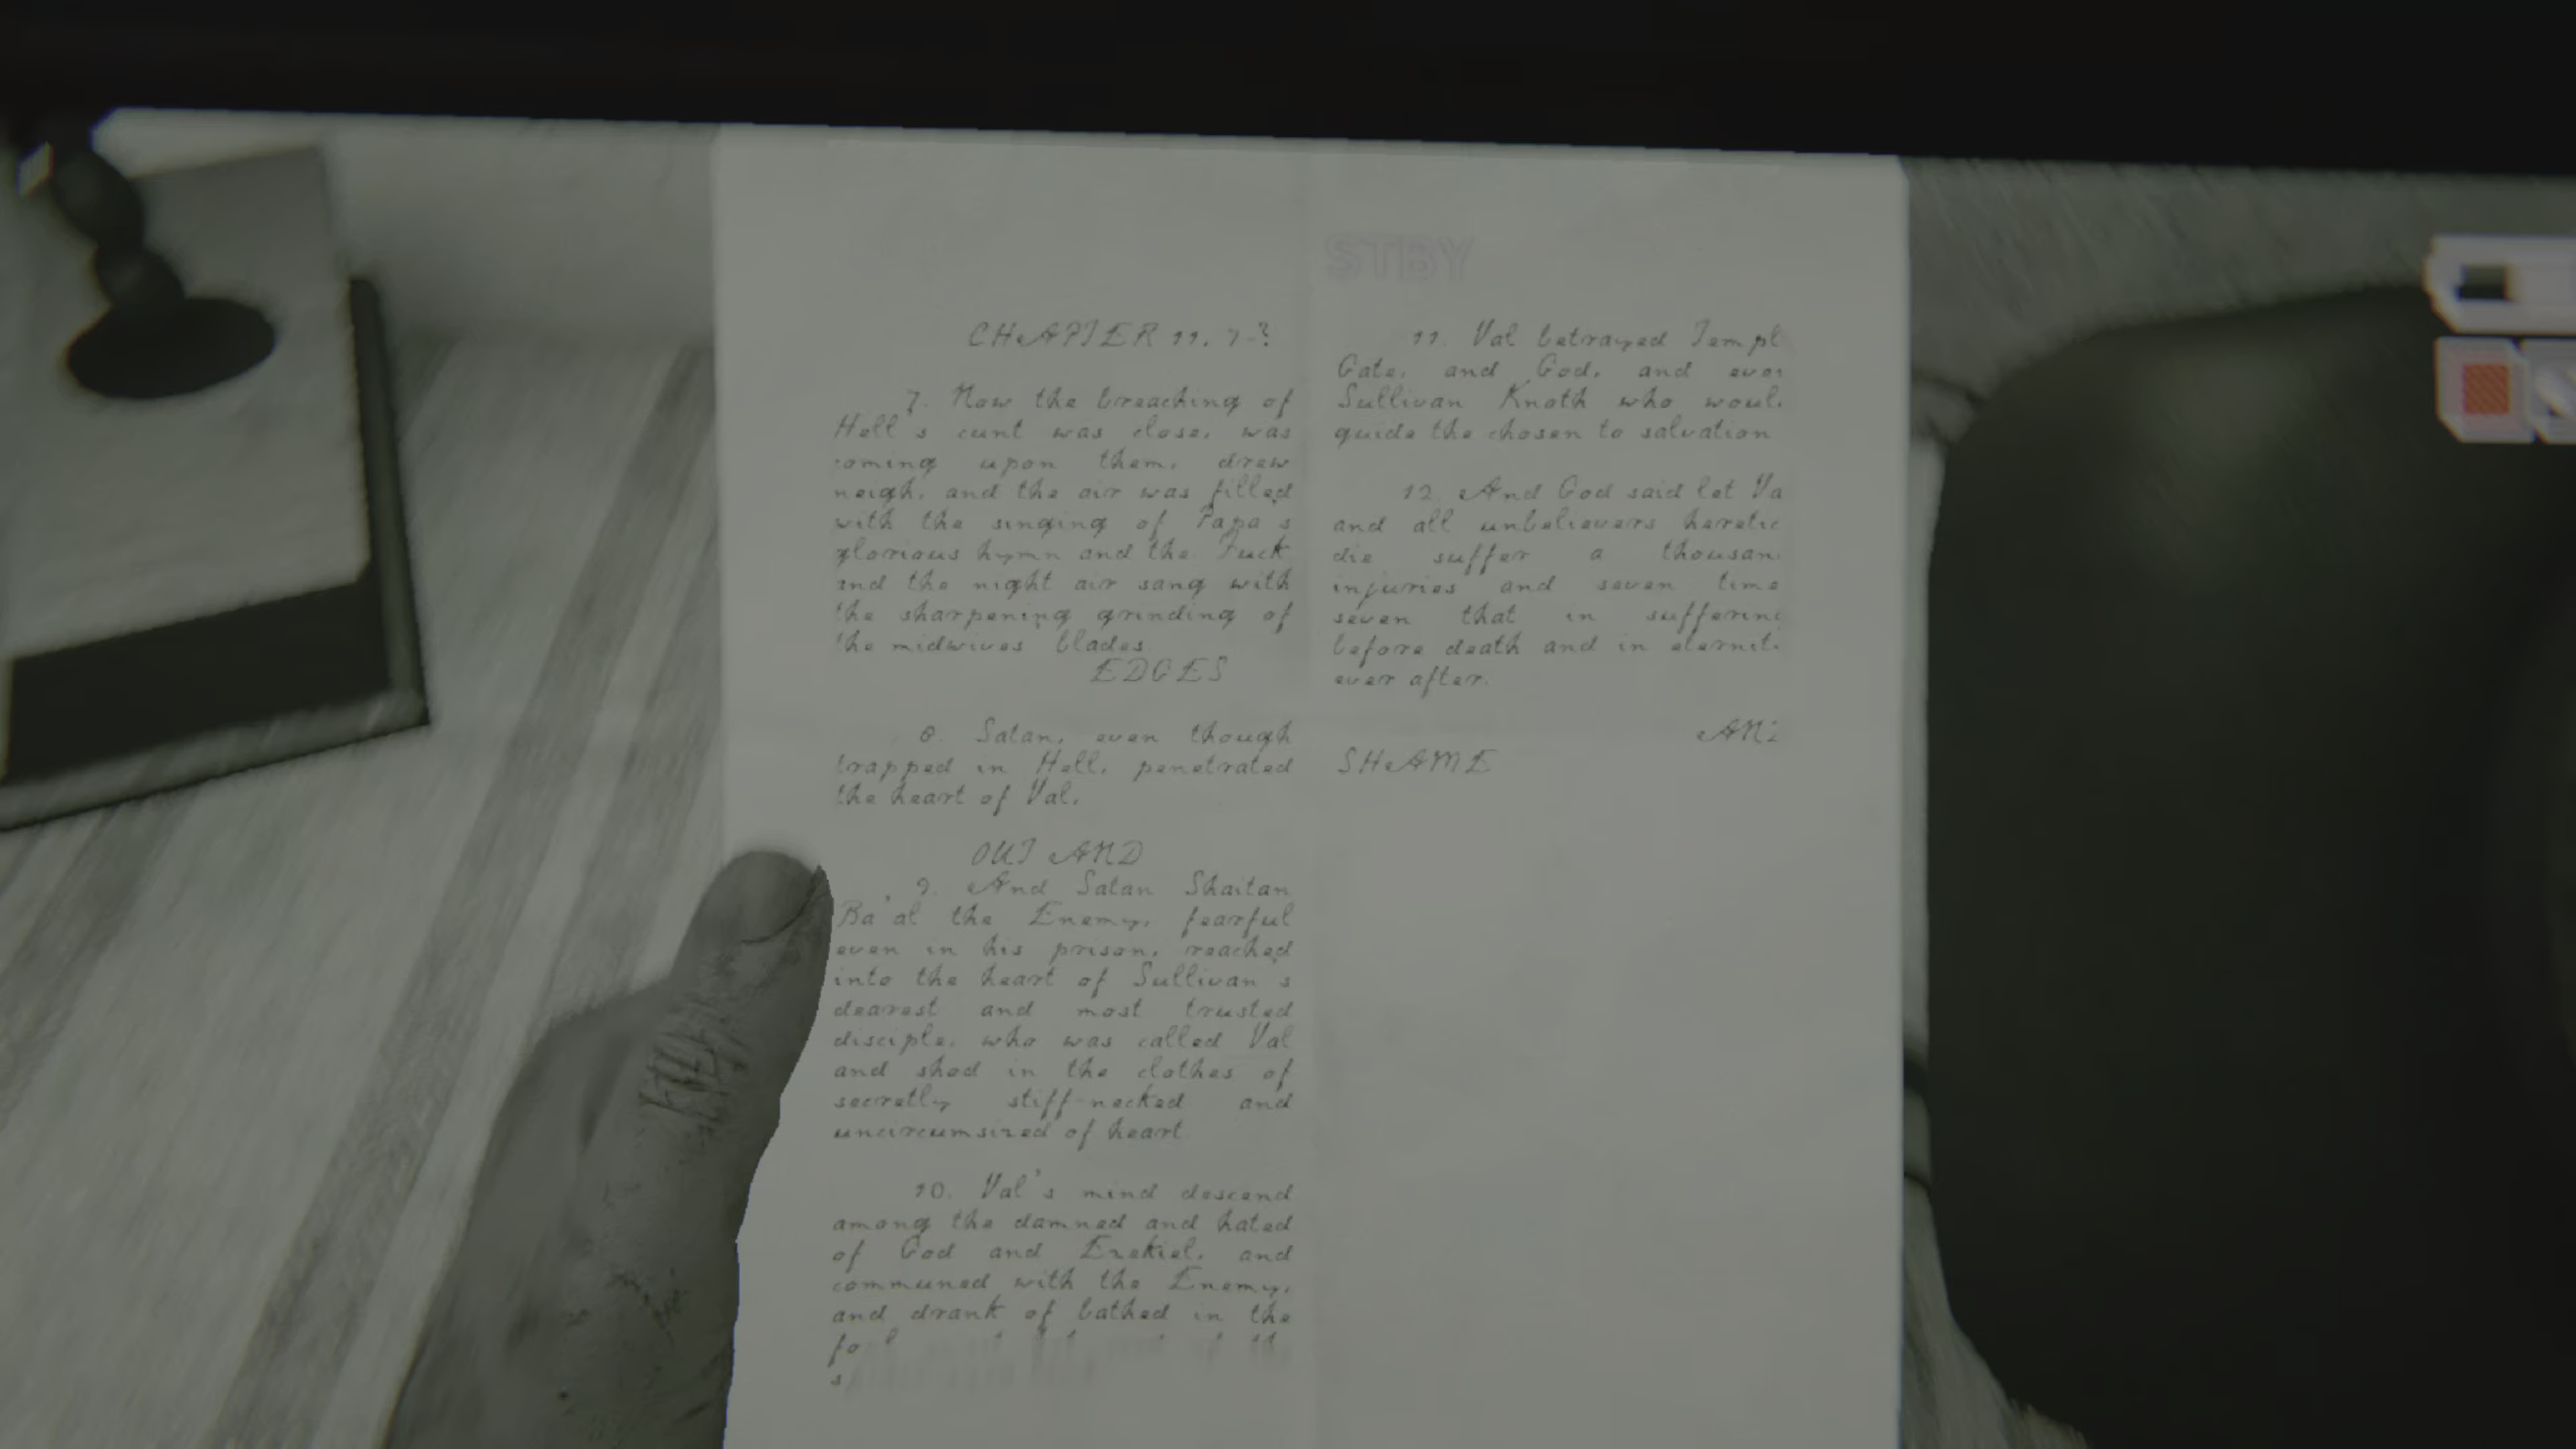 STBY
CHAPTER 11. 7-?
7. Now the breaching of
Hell's cunt was close, was
coming upon them, drew
neigh, and the air was filled
with the singing of Papa's
glorious hymn and the Fuck
and the night air sang with
the sharpening grinding of
the midwives blades.
EDGES
8. Satan, even though
trapped in Hell, penetrated
the heart of Val.
OUT AND
9. And Satan Shaitan
Ba'al the Enemy, fearful
even in his prison, reached
into the heart of Sullivan's
dearest and most trusted
disciple, who was called Val
and shod in the clothes of
secretly stiff-necked and
uncircumsized of heart.
10. Val's mind descend
among the damned and hated
of God and Ezekiel, and
communed with the Enemy,
and drank of bathed in the
11. Val betrayed Templ
Gate, and God, and even
Sullivan Knoth who woul
guide the chosen to salvation
12. And God said let Va
and all unbelievers heretic
die suffer a thousan
injuries and seven time
seven that in suffering
before death and in eternit
ever after.
AND
SHAME